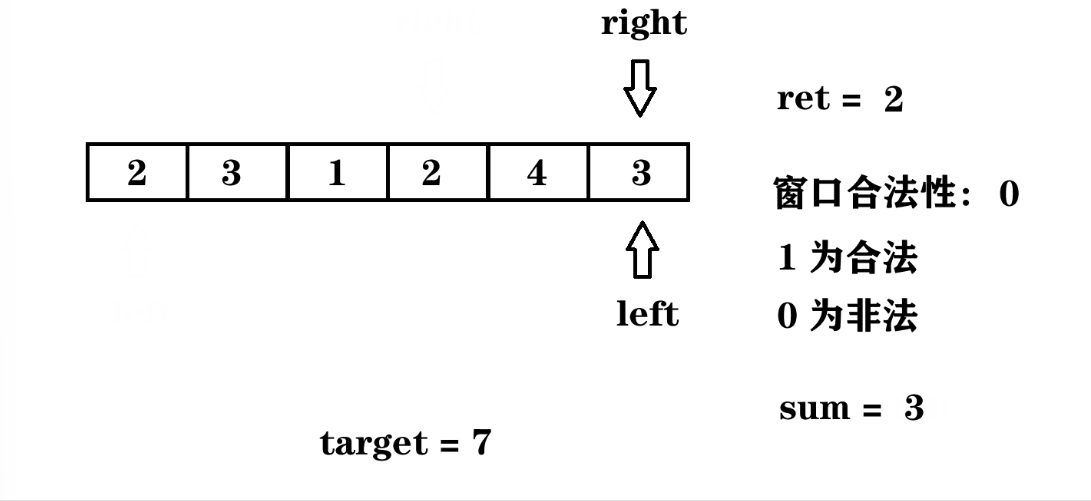 right
ret = 2
2 3 1 2 4 3
窗口合法性: 0
1 为合法
left
0 为非法
sum = 3
target = 7